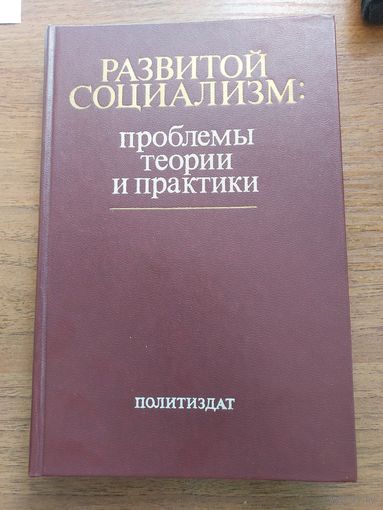 РАЗВИТОЙ
СОЦИАЛИЗМ:
проблемы
теории
и практики
ПОЛИТИЗДАТ